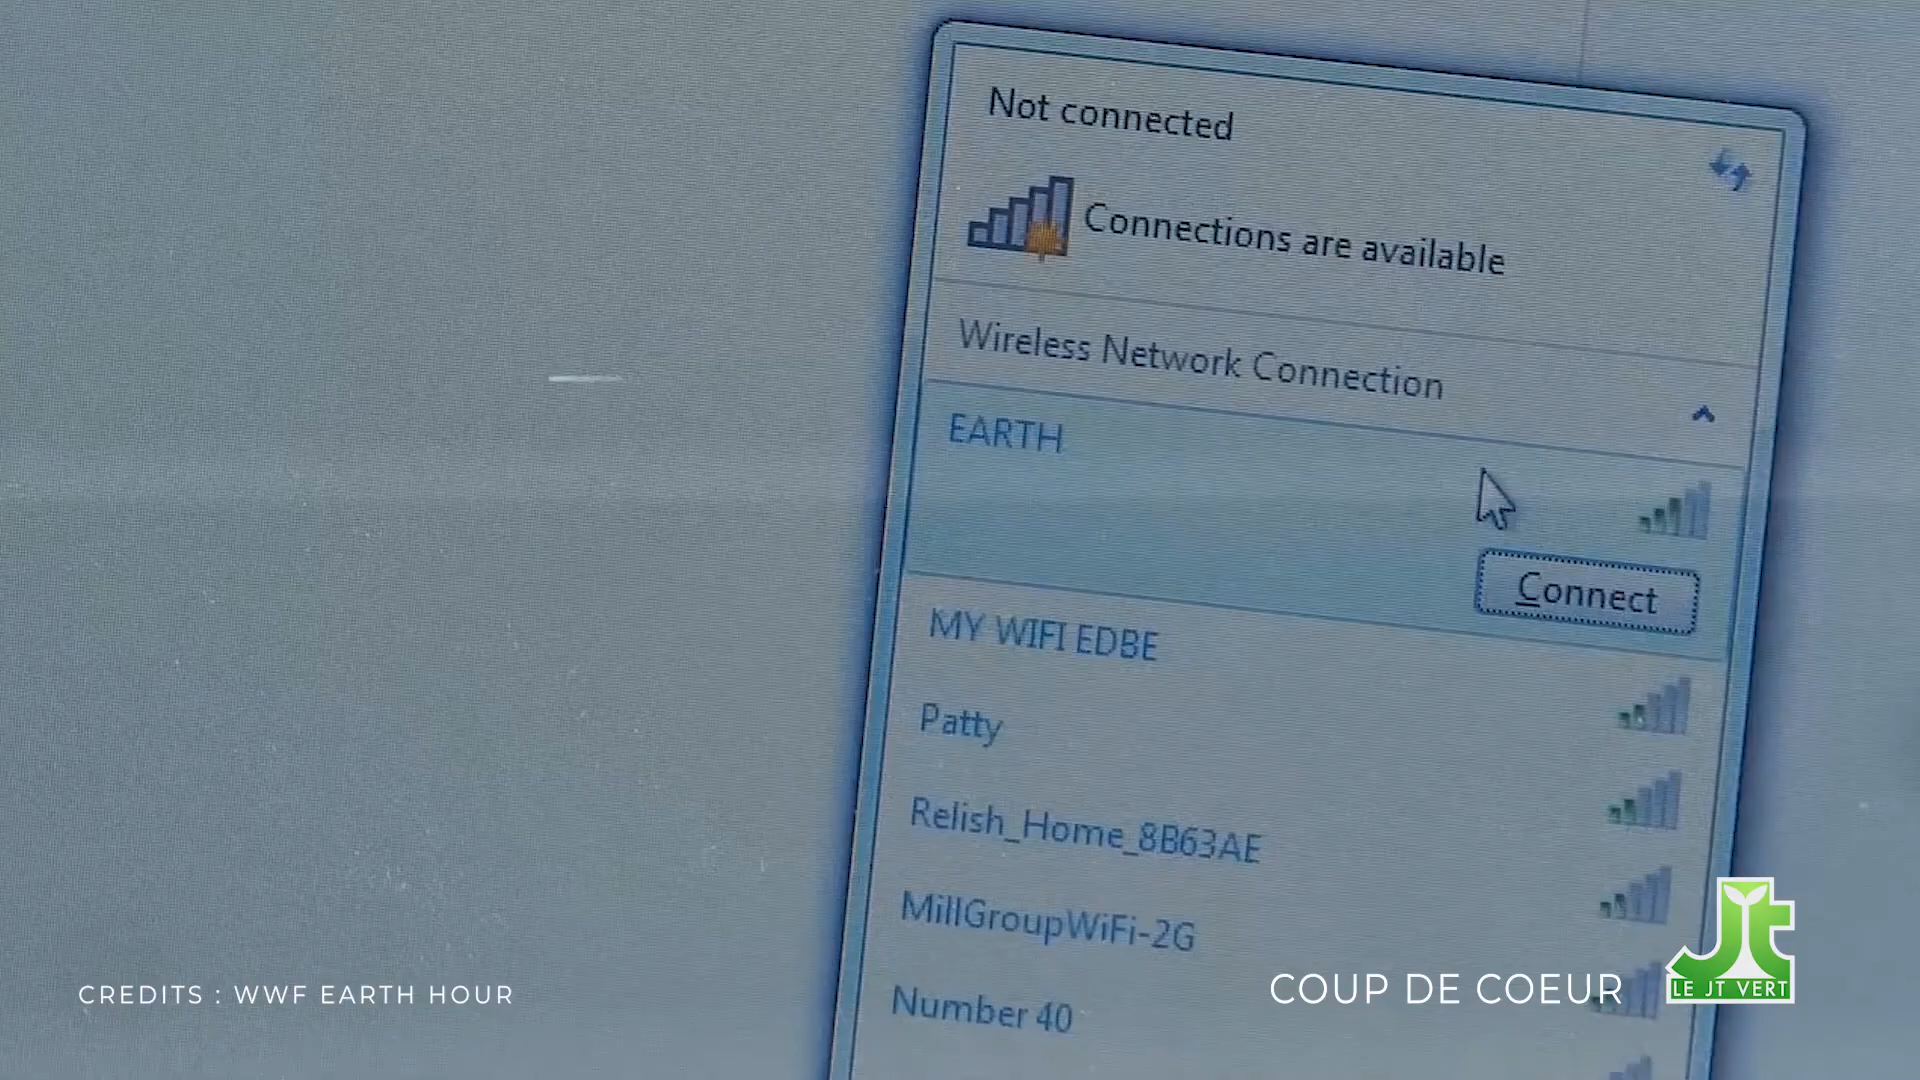 Not connected
Connections are available
Wireless Network Connection
EARTH
Connect
MY WIFI EDBE
Patty
Relish_Home_8B63AE
MillGroupWiFi-2G
Number 40
CREDITS : WWF EARTH HOUR
COUP DE COEUR
Jt
LE JT VERT